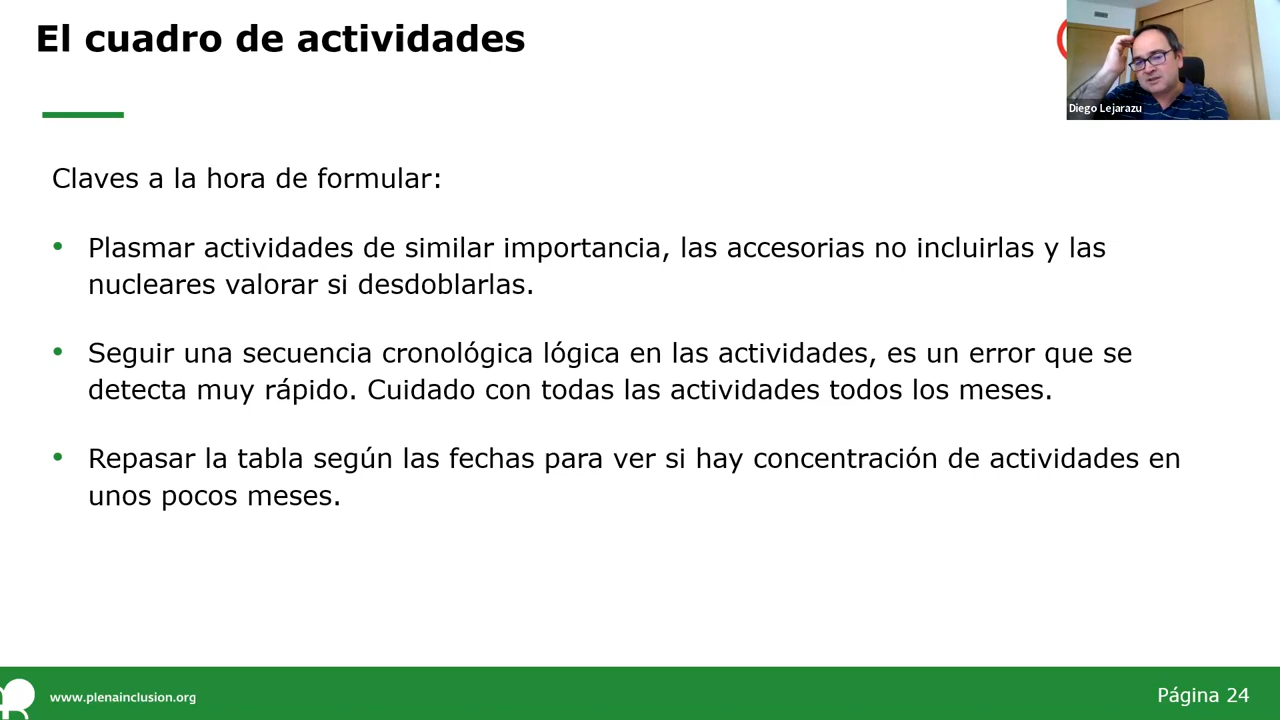 El cuadro de actividades
Diego Lejarazu
Claves a la hora de formular:
• Plasmar actividades de similar importancia, las accesorias no incluirlas y las
nucleares valorar si desdoblarlas.
• Seguir una secuencia cronológica lógica en las actividades, es un error que se
detecta muy rápido. Cuidado con todas las actividades todos los meses.
• Repasar la tabla según las fechas para ver si hay concentración de actividades en
unos pocos meses.
www.plenainclusion.org
Página 24